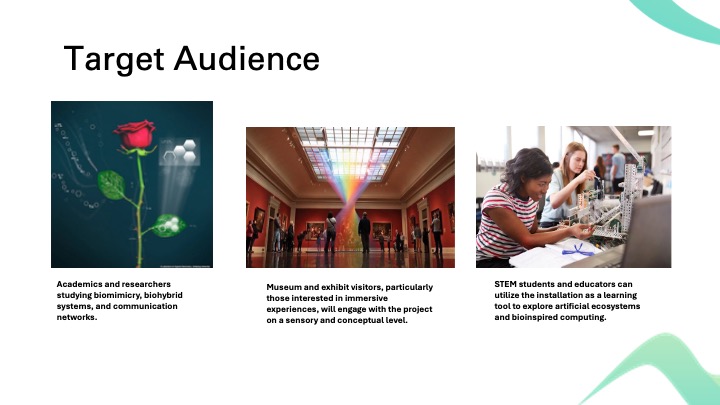 Target Audience
Academics and researchers
studying biomimicry, biohybrid
systems, and communication
networks.
Museum and exhibit visitors, particularly
those interested in immersive
experiences, will engage with the project
on a sensory and conceptual level.
STEM students and educators can
utilize the installation as a learning
tool to explore artificial ecosystems
and bioinspired computing.